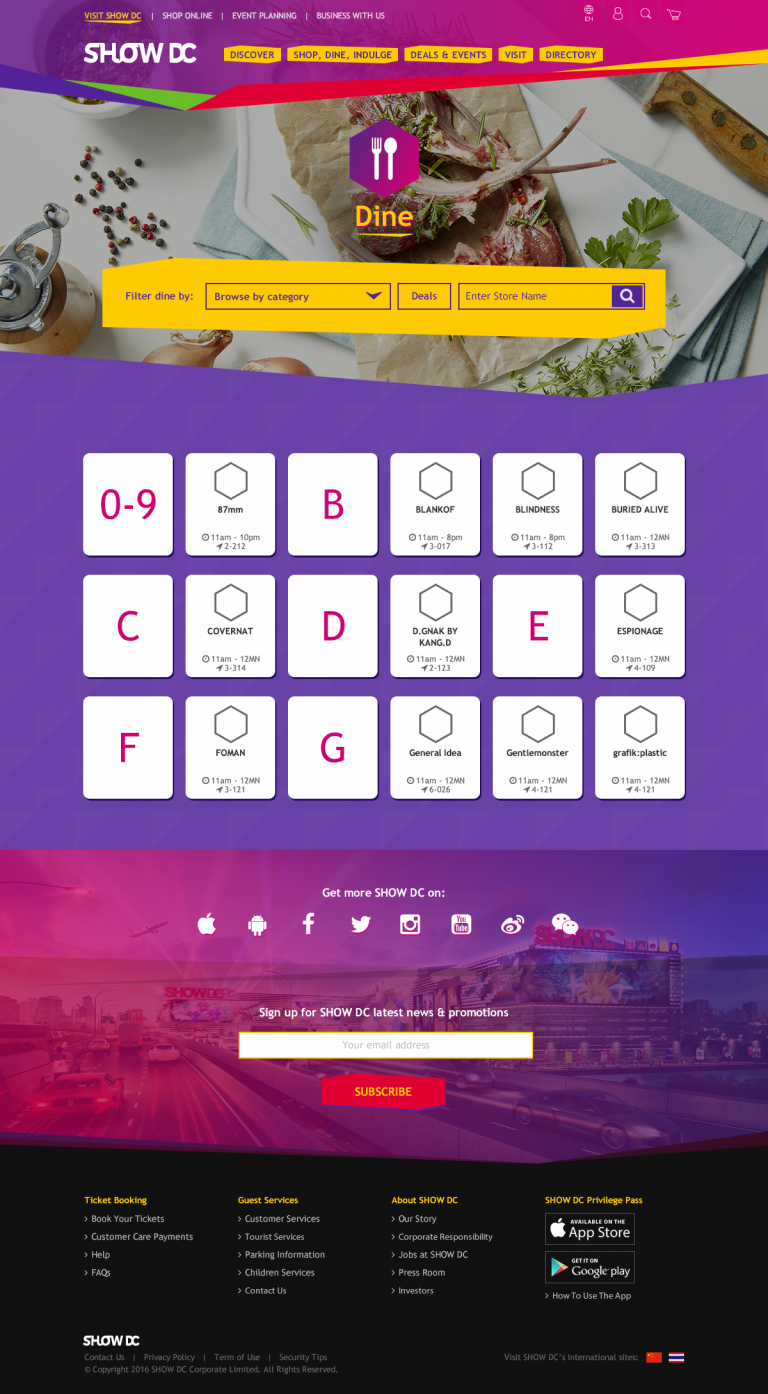 VISIT SHOW DC | SHOP ONLINE | EVENT PLANNING | BUSINESS WITH US
EN
SHOW DC
DISCOVER SHOP, DINE, INDULGE DEALS & EVENTS VISIT DIRECTORY
Dine
Filter dine by: Browse by category Deals Enter Store Name
0-9
87mm
11am - 10pm
2-212
B
BLANKOF
11am - 8pm
3-017
BLINDNESS
11am - 8pm
3-112
BURIED ALIVE
11am - 12MN
3-313
C
COVERNAT
11am - 12MN
3-314
D
D.GNAK BY
KANG.D
11am - 12MN
2-123
E
ESPIONAGE
11am - 12MN
4-109
F
FOMAN
11am - 12MN
3-121
G
General Idea
11am - 12MN
6-026
Gentlemonster
11am - 12MN
4-121
grafik:plastic
11am - 12MN
4-121
Get more SHOW DC on:
You
Tube
SHOW DC
SHOW DC
Sign up for SHOW DC latest news & promotions
Your email address
SUBSCRIBE
Ticket Booking
> Book Your Tickets
> Customer Care Payments
> Help
> FAQs
Guest Services
> Customer Services
> Tourist Services
> Parking Information
> Children Services
> Contact Us
About SHOW DC
> Our Story
> Corporate Responsibility
> Jobs at SHOW DC
> Press Room
> Investors
SHOW DC Privilege Pass
AVAILABLE ON THE
App Store
GET IT ON
Google play
> How To Use The App
SHOW DC
Contact Us | Privacy Policy | Term of Use | Security Tips
© Copyright 2016 SHOW DC Corporate Limited. All Rights Reserved.
Visit SHOW DC's International sites: